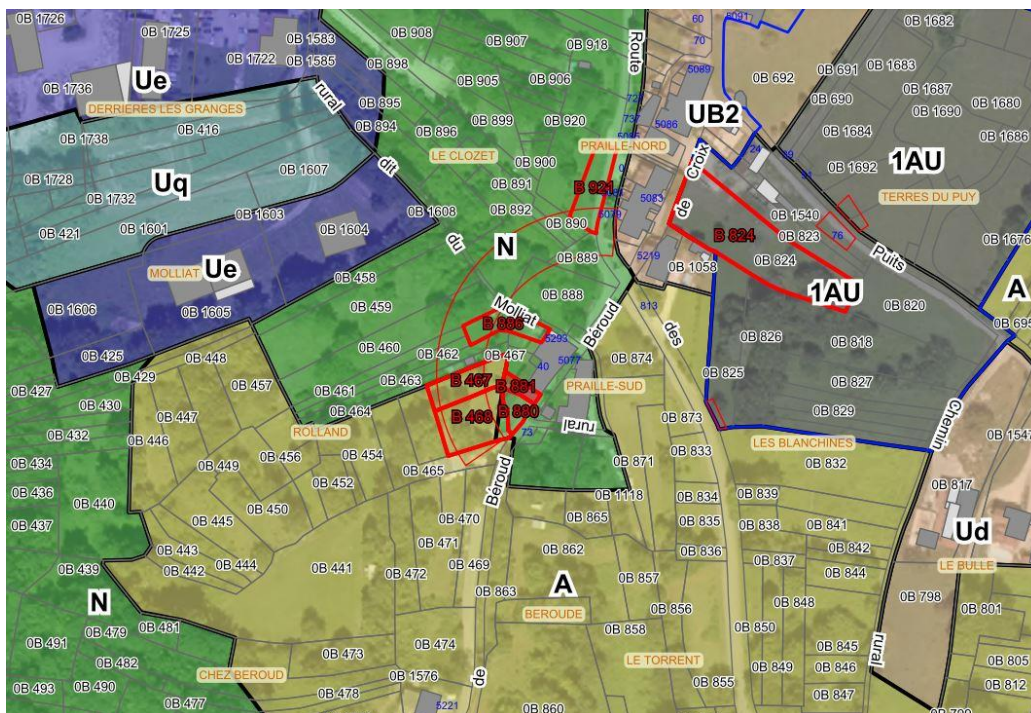 0B 1726
0B 1725
0B 1583
0B 908
0B 907
0B 918
Route
60
5091
0B 1682
0B 1722
0B 1585
0B 898
70
0B 692
0B 691
0B 1683
0B 1736
Ue
0B 905
0B 906
5089
0B 690
0B 1687
0B 1680
DERRIERES LES GRANGES
rural
0B 895
0B 1690
0B 416
0B 894
0B 899
0B 920
737
5086
UB2
0B 1684
0B 1686
0B 1738
0B 896
LE CLOZET
PRAILLE-NORD
24
0B 1607
dit
0B 900
0B 1692
1AU
0B 1728
Uq
0B 891
B 921
Croix
TERRES DU PUY
0B 1732
0B 892
5083
de
0B 1603
0B 1608
0B 890
5079
0B 1540
0B 421
0B 1601
0B 1604
du
N
B 824
0B 823
76
0B 1676
0B 889
5219
0B 824
Puits
MOLLIAT
Ue
0B 458
0B 1058
1AU
A
0B 1606
0B 1605
0B 459
Molliat
0B 888
Béroud
813
0B 820
0B 695
B 886
5293
des
0B 826
0B 818
0B 425
0B 448
0B 460
0B 462
0B 467
5077
0B 874
0B 429
0B 457
40
0B 825
0B 827
0B 427
0B 461
0B 463
B 467
B 881
PRAILLE-SUD
0B 430
0B 447
0B 464
B 468
B 880
0B 829
Chemin
0B 432
0B 446
ROLLAND
73
rural
0B 873
LES BLANCHINES
0B 1547
0B 434
0B 449
0B 456
0B 454
0B 465
Béroud
0B 871
0B 833
0B 832
0B 436
0B 440
0B 450
0B 452
0B 1118
0B 834
0B 839
0B 817
0B 437
0B 445
0B 470
0B 865
0B 835
0B 838
0B 841
Ud
0B 443
0B 471
0B 862
0B 836
0B 842
0B 439
0B 442
0B 444
0B 441
0B 472
0B 469
0B 857
0B 837
0B 844
LE BULLE
N
0B 863
A
0B 798
0B 491
0B 479
0B 481
BEROUDE
0B 856
0B 848
0B 801
0B 858
0B 850
0B 482
0B 473
0B 474
LE TORRENT
0B 845
rural
0B 805
0B 493
0B 490
CHEZ BEROUD
0B 1576
de
0B 855
0B 849
0B 846
0B 812
0B 477
0B 478
5221
0B 860
0B 847